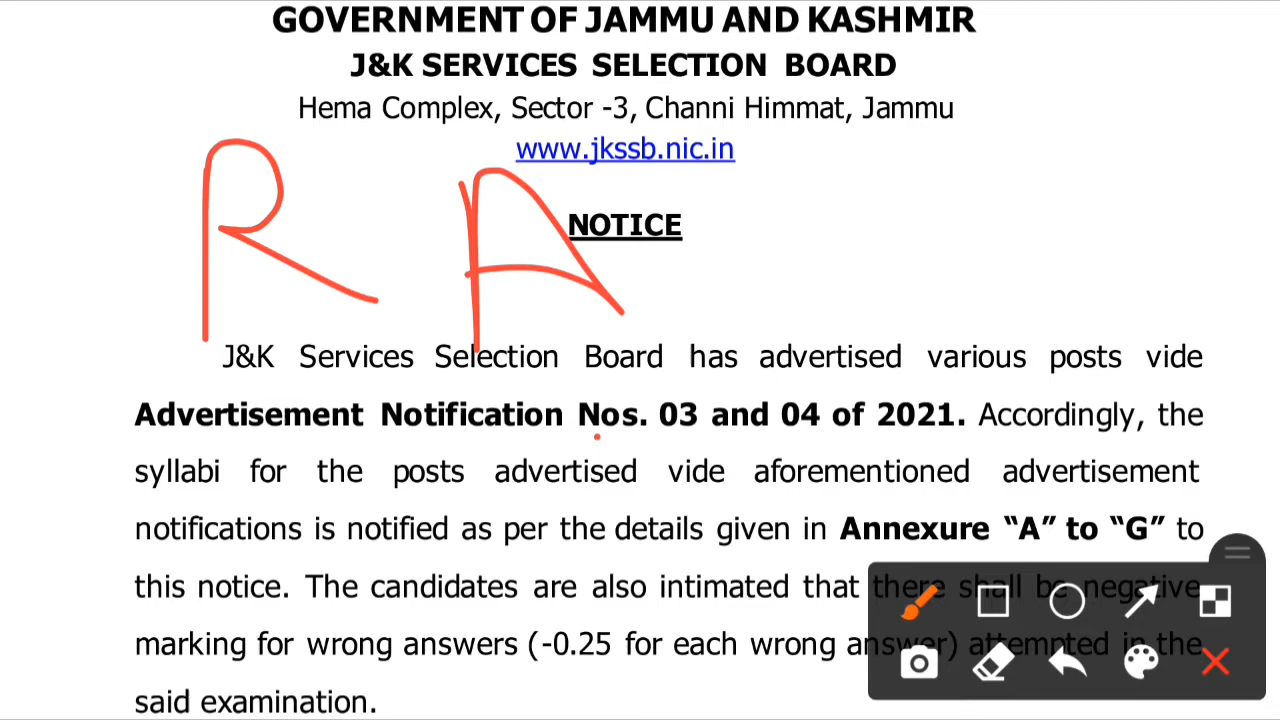 GOVERNMENT OF JAMMU AND KASHMIR
J&K SERVICES SELECTION BOARD
Hema Complex, Sector -3, Channi Himmat, Jammu
www.jkssb.nic.in
R A
NOTICE
J&K Services Selection Board has advertised various posts vide
Advertisement Notification Nos. 03 and 04 of 2021. Accordingly, the
syllabi for the posts advertised vide aforementioned advertisement
notifications is notified as per the details given in Annexure “A” to “G” to
this notice. The candidates are also intimated that there shall be negative
marking for wrong answers (-0.25 for each wrong answer) attempted in the
said examination.